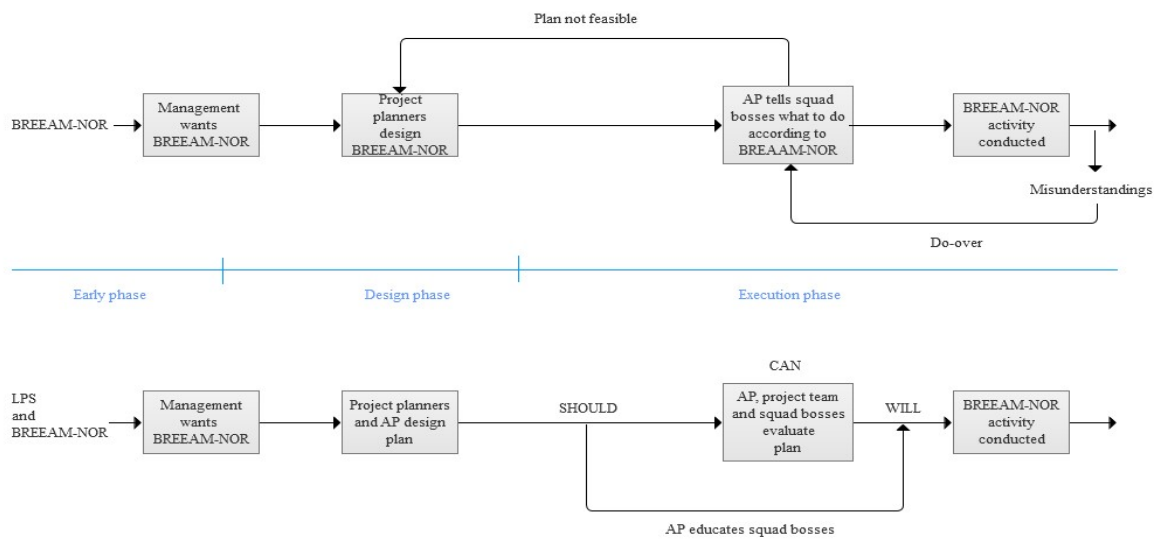 Plan not feasible
BREEAM-NOR
Management
wants
BREEAM-NOR
Project
planners
design
BREEAM-NOR
AP tells squad
bosses what to do
according to
BREAAM-NOR
BREEAM-NOR
activity
conducted
Misunderstandings
Do-over
Early phase
Design phase
Execution phase
LPS
and
BREEAM-NOR
Management
wants
BREEAM-NOR
Project planners
and AP design
plan
SHOULD
CAN
AP, project team
and squad bosses
evaluate
plan
WILL
BREEAM-NOR
activity
conducted
AP educates squad bosses